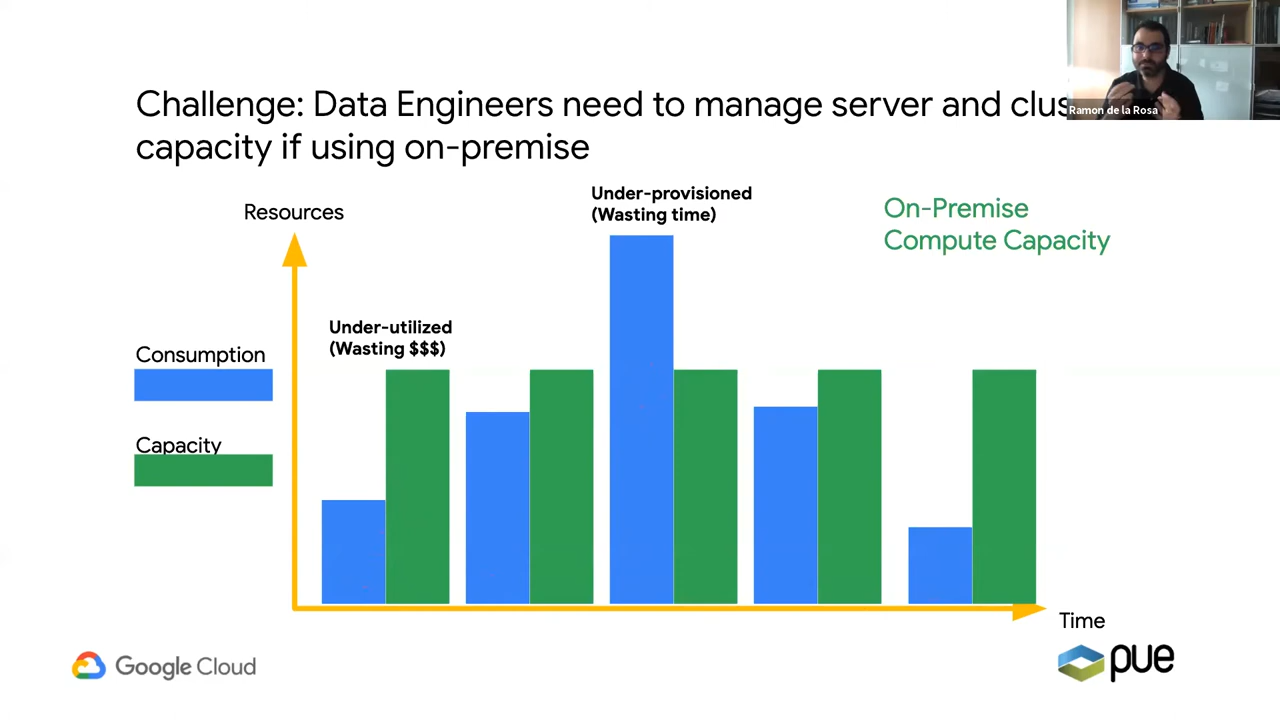 Challenge: Data Engineers need to manage server and clus
capacity if using on-premise
Ramon de la Rosa
Under-provisioned
(Wasting time)
On-Premise
Compute Capacity
Resources
Under-utilized
(Wasting $$$)
Consumption
Capacity
Time
Google Cloud
pue